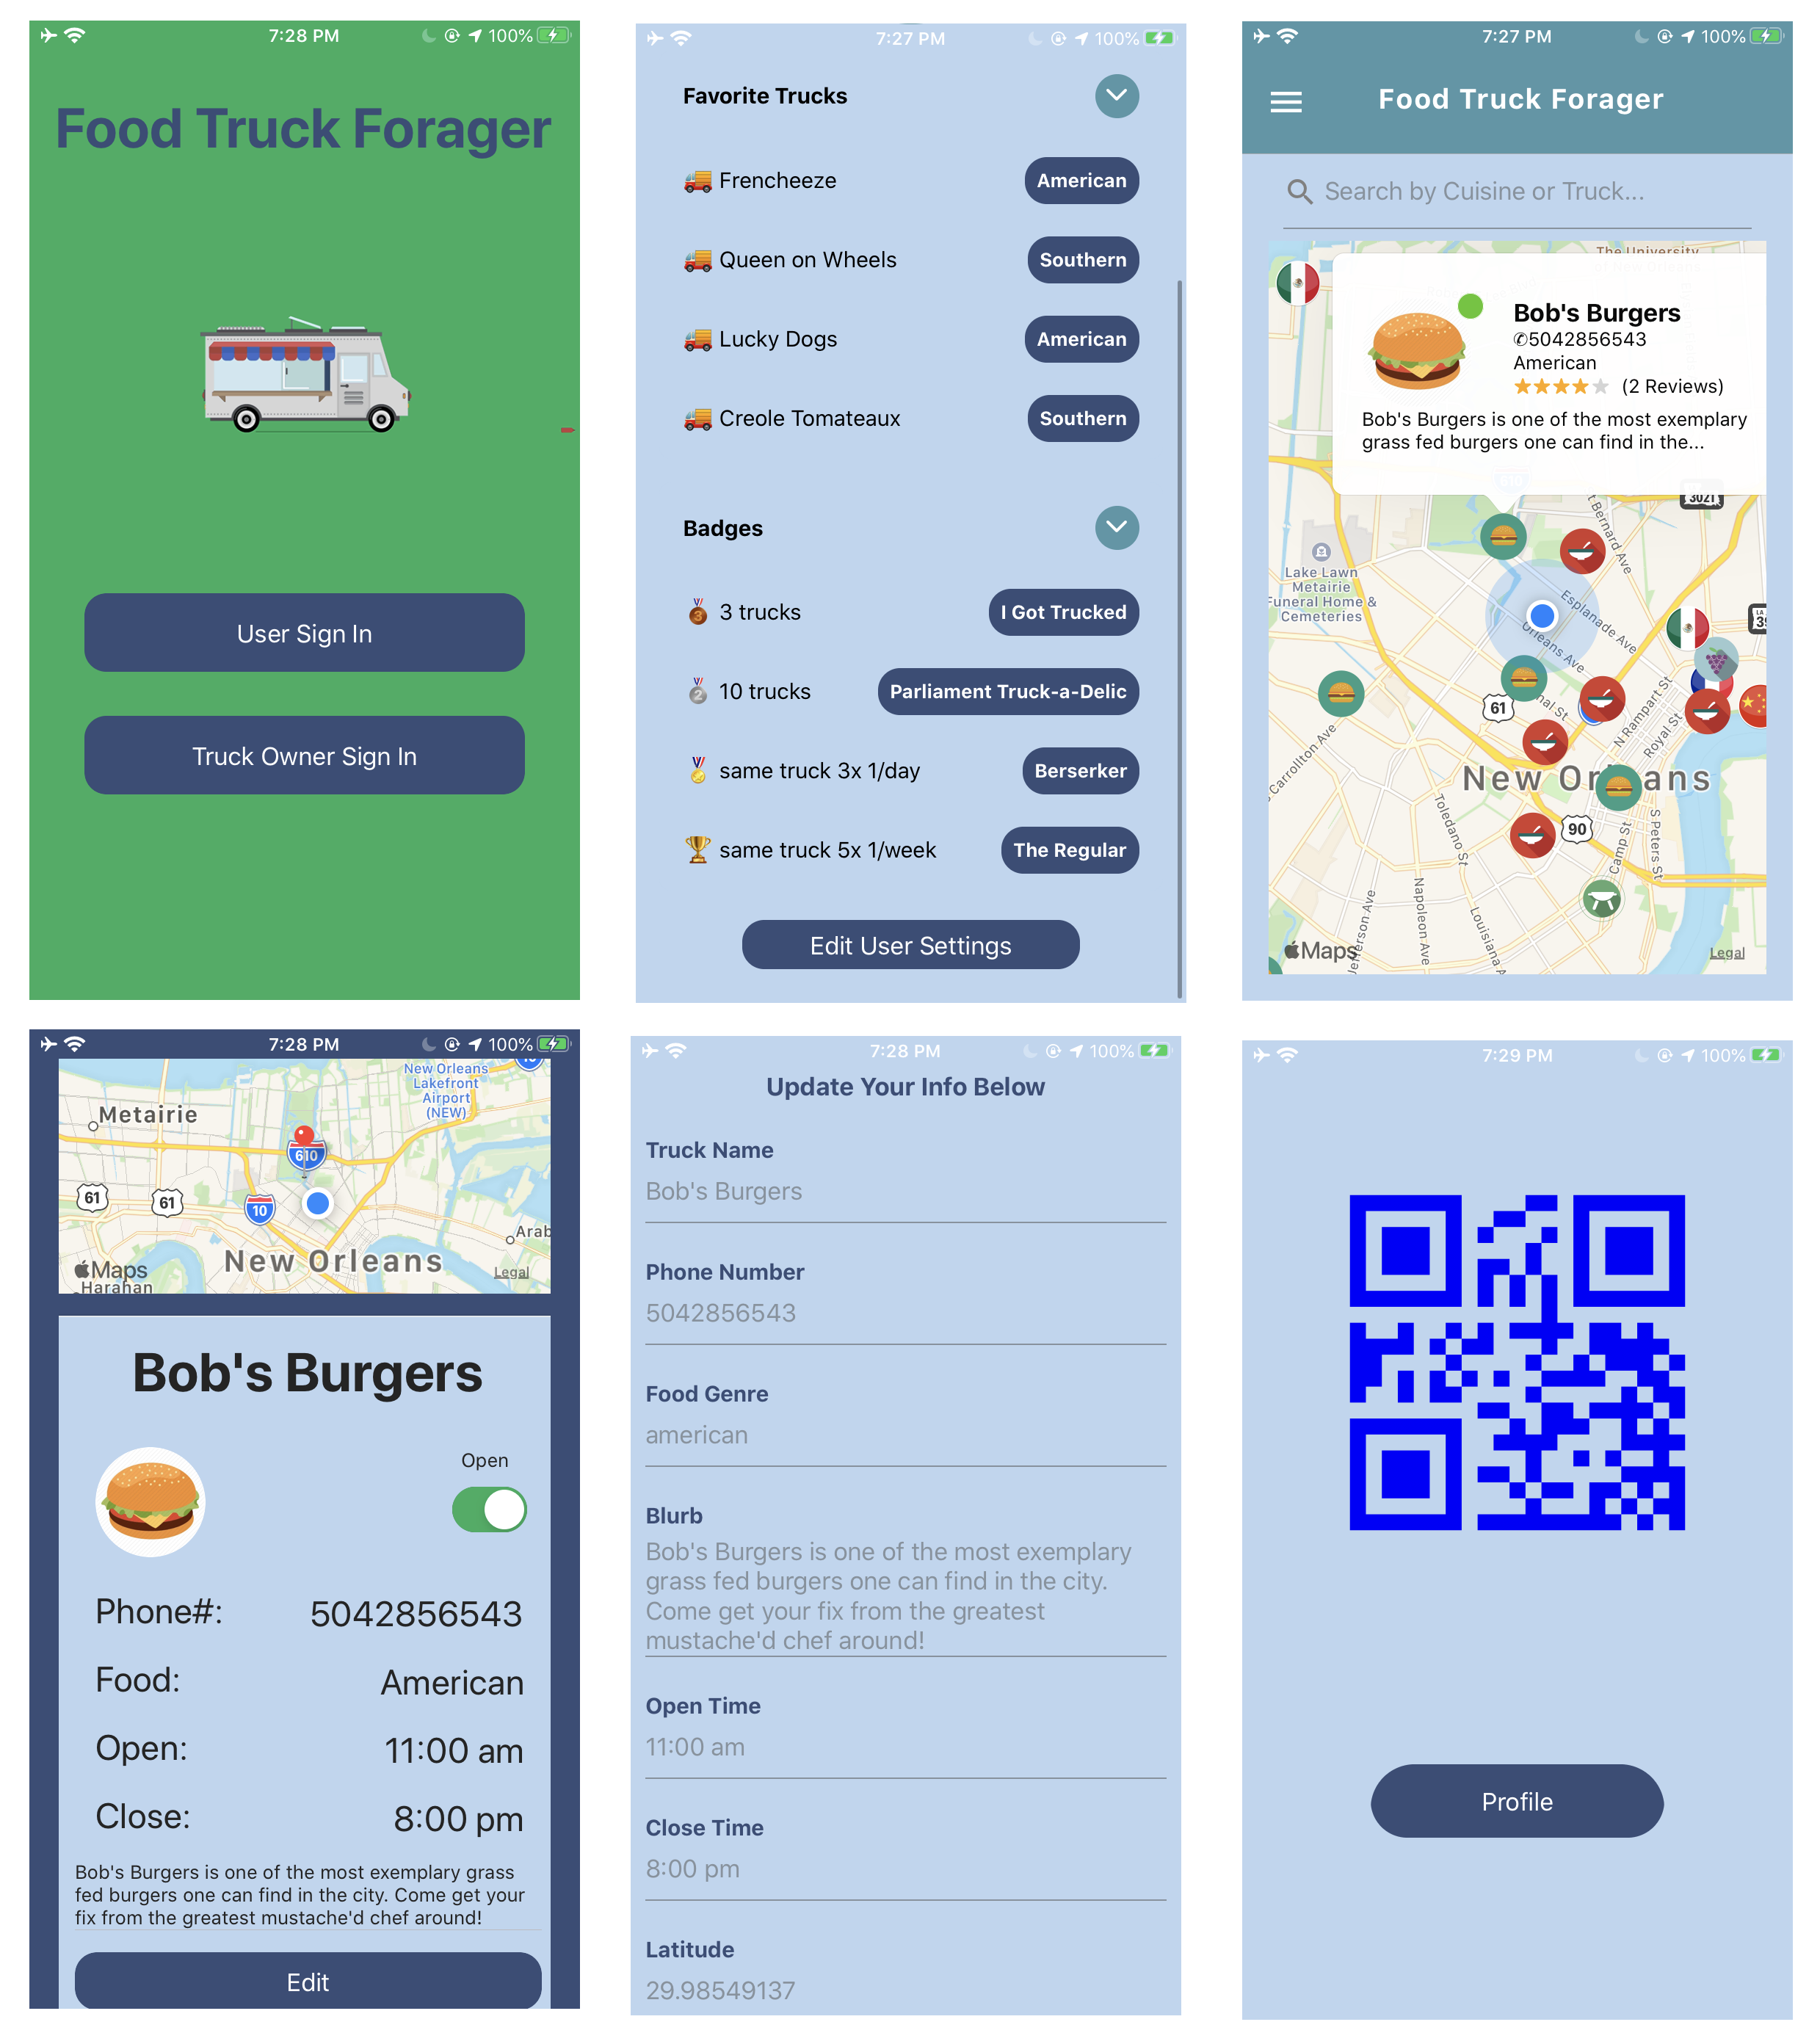 7:28 PM
100%
Food Truck Forager
User Sign In
Truck Owner Sign In
7:27 PM
100%
Favorite Trucks
Frencheeze
American
Queen on Wheels
Southern
Lucky Dogs
American
Creole Tomateaux
Southern
Badges
3 trucks
I Got Trucked
10 trucks
Parliament Truck-a-Delic
same truck 3x 1/day
Berserker
same truck 5x 1/week
The Regular
Edit User Settings
7:27 PM
100%
Food Truck Forager
Search by Cuisine or Truck...
The University
Bob's Burgers
✆5042856543
American
(2 Reviews)
Bob's Burgers is one of the most exemplary
grass fed burgers one can find in the...
610
3021
t Bernard Ave
Lake Lawn
Metairie
Funeral Home &
Cemeteries
Esplanade Ave
Orleans Ave
LA
39
61
nal St
N Rampart St
Royal St
S Carrollton Ave
New Orleans
Toledano St
90
Camp St
S Peters St
Jefferson Ave
Napoleon Ave
Louisiana A
Maps
Legal
7:28 PM
100%
New Orleans
Lakefront
Airport
(NEW)
10
Metairie
610
61
61
10
Arab
New Orleans
Maps
Legal
Harahan
Bob's Burgers
Open
Phone#:
5042856543
Food:
American
Open:
11:00 am
Close:
8:00 pm
Bob's Burgers is one of the most exemplary grass
fed burgers one can find in the city. Come get your
fix from the greatest mustache'd chef around!
Edit
7:28 PM
100%
Update Your Info Below
Truck Name
Bob's Burgers
Phone Number
5042856543
Food Genre
american
Blurb
Bob's Burgers is one of the most exemplary
grass fed burgers one can find in the city.
Come get your fix from the greatest
mustache'd chef around!
Open Time
11:00 am
Close Time
8:00 pm
Latitude
29.98549137
7:29 PM
100%
Profile